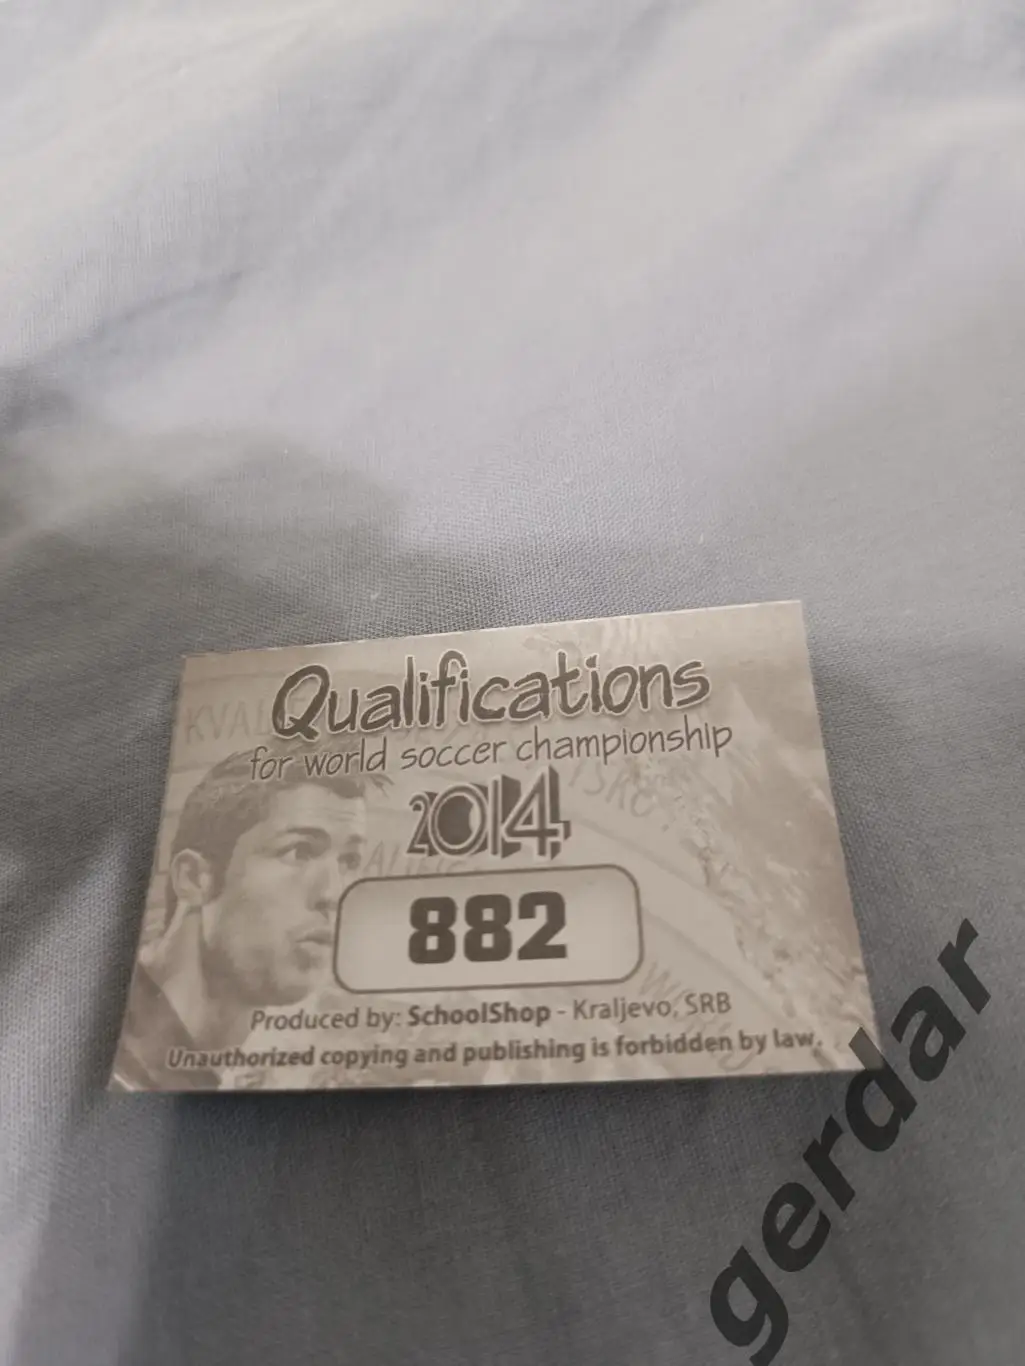 Qualifications
for world soccer championship
2014
882
Produced by: SchoolShop - Kraljevo, SRB
Unauthorized copying and publishing is forbidden by law.
gerdar